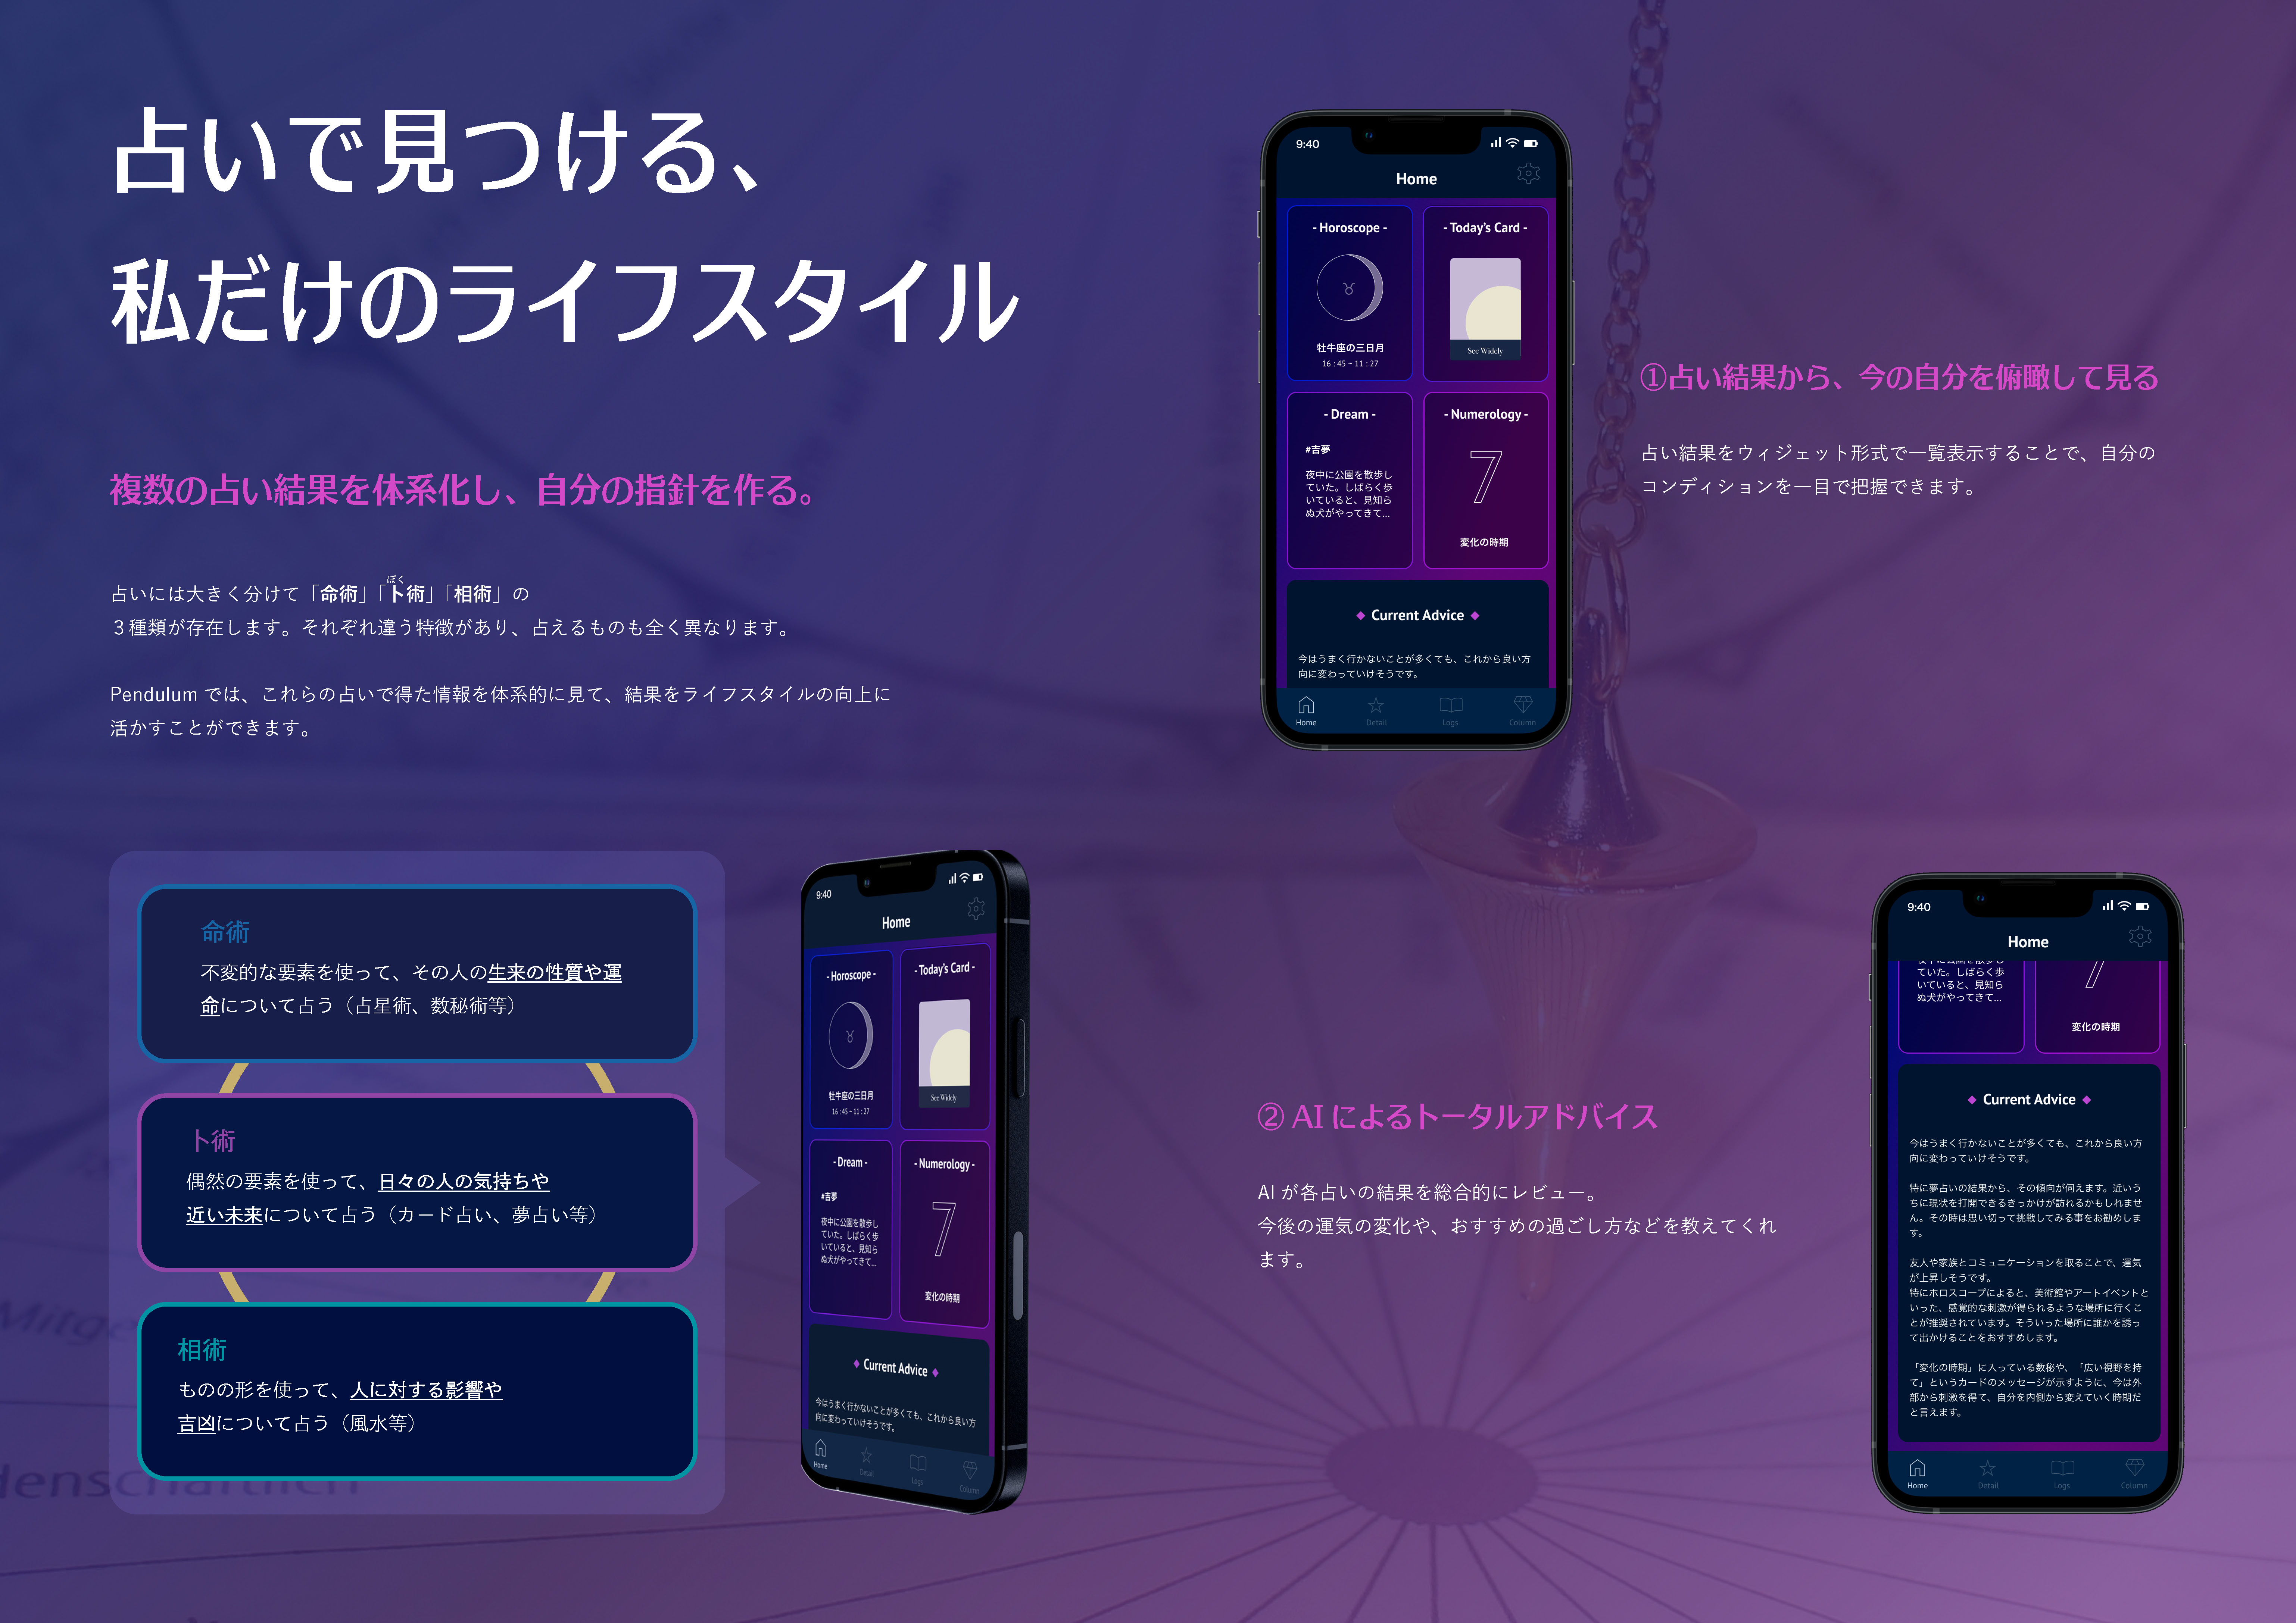 占いで見つける、
私だけのライフスタイル
複数の占い結果を体系化し、自分の指針を作る。
ぼく
占いには大きく分けて「命術」「卜術」「相術」の
３種類が存在します。それぞれ違う特徴があり、占えるものも全く異なります。
Pendulum では、これらの占いで得た情報を体系的に見て、結果をライフスタイルの向上に
活かすことができます。
命術
不変的な要素を使って、その人の生来の性質や運
命について占う（占星術、数秘術等）
卜術
偶然の要素を使って、日々の人の気持ちや
近い未来について占う（カード占い、夢占い等）
相術
ものの形を使って、人に対する影響や
吉凶について占う（風水等）
9:40
Home
- Horoscope -
牡牛座の三日月
16 : 45 ~ 11 : 27
- Today's Card -
See Widely
- Dream -
#吉夢
夜中に公園を散歩し
ていた。しばらく歩
いていると、見知ら
ぬ犬がやってきて...
- Numerology -
7
変化の時期
Current Advice
今はうまく行かないことが多くても、これから良い方
向に変わっていけそうです。
Home
Detail
Logs
Column
9:40
Home
- Horoscope -
牡牛座の三日月
16 : 45 ~ 11 : 27
- Today's Card -
See Widely
- Dream -
#吉夢
夜中に公園を散歩し
ていた。しばらく歩
いていると、見知ら
ぬ犬がやってきて...
- Numerology -
7
変化の時期
Current Advice
今はうまく行かないことが多くても、これから良い方
向に変わっていけそうです。
Home
Detail
Logs
Column
①占い結果から、今の自分を俯瞰して見る
占い結果をウィジェット形式で一覧表示することで、自分の
コンディションを一目で把握できます。
② AI によるトータルアドバイス
AI が各占いの結果を総合的にレビュー。
今後の運気の変化や、おすすめの過ごし方などを教えてくれ
ます。
9:40
Home
ていた。しばらく歩
いていると、見知ら
ぬ犬がやってきて...
7
変化の時期
Current Advice
今はうまく行かないことが多くても、これから良い方
向に変わっていけそうです。
特に夢占いの結果から、その傾向が伺えます。近いう
ちに現状を打開できるきっかけが訪れるかもしれませ
ん。その時は思い切って挑戦してみる事をお勧めしま
す。
友人や家族とコミュニケーションを取ることで、運気
が上昇しそうです。
特にホロスコープによると、美術館やアートイベントと
いった、感覚的な刺激が得られるような場所に行くこ
とが推奨されています。そういった場所に誰かを誘っ
て出かけることをおすすめします。
「変化の時期」に入っている数秘や、「広い視野を持
て」というカードのメッセージが示すように、今は外
部から刺激を得て、自分を内側から変えていく時期だ
と言えます。
Home
Detail
Logs
Column